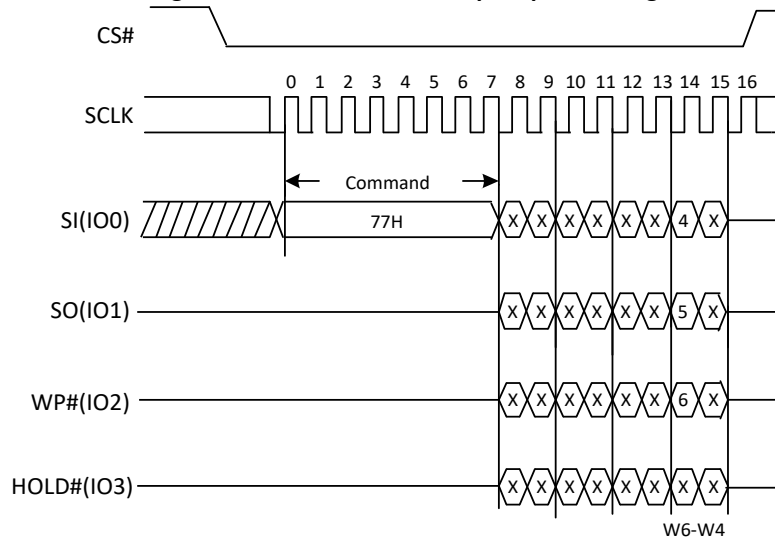 CS#
0 1 2 3 4 5 6 7 8 9 10 11 12 13 14 15 16
SCLK
Command
SI(IO0) 77H X X X X X X 4 X
SO(IO1) X X X X X X 5 X
WP#(IO2) X X X X X X 6 X
HOLD#(IO3) X X X X X X X X
W6-W4